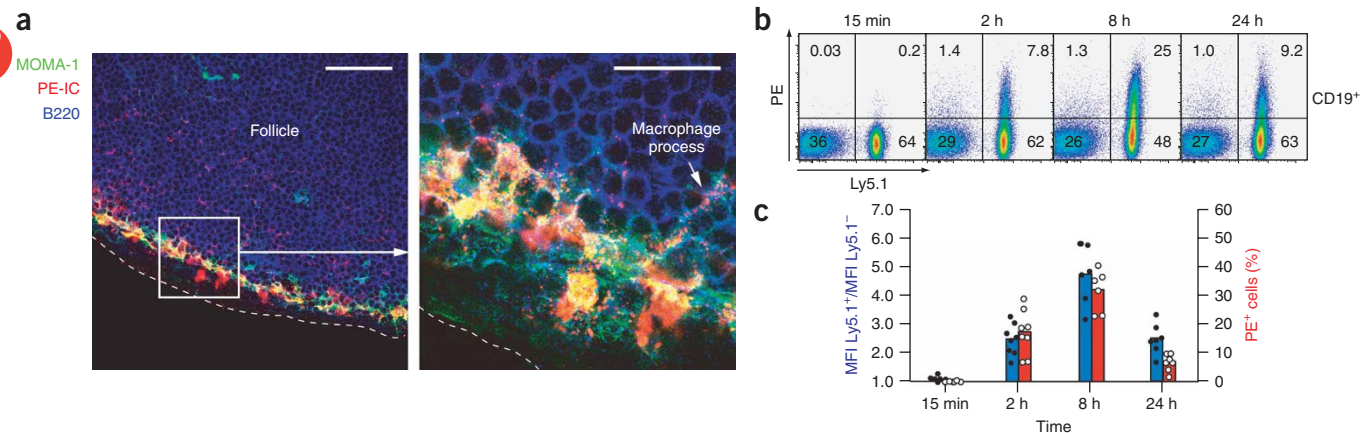 a
MOMA-1
PE-IC
B220
Follicle
Macrophage
process
b
15 min 2 h 8 h 24 h
0.03 0.2 1.4 7.8 1.3 25 1.0 9.2
PE
CD19+
36 64 29 62 26 48 27 63
Ly5.1
c
MFI Ly5.1+/MFI Ly5.1−
7.0
6.0
5.0
4.0
3.0
2.0
1.0
60
50
40
30
20
10
0
PE+ cells (%)
15 min 2 h 8 h 24 h
Time